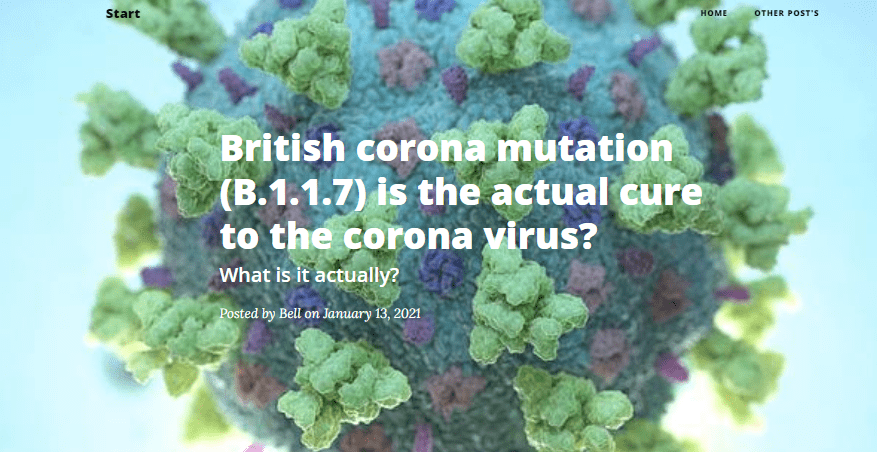 Start
HOME OTHER POST'S
British corona mutation
(B.1.1.7) is the actual cure
to the corona virus?
What is it actually?
Posted by Bell on January 13, 2021